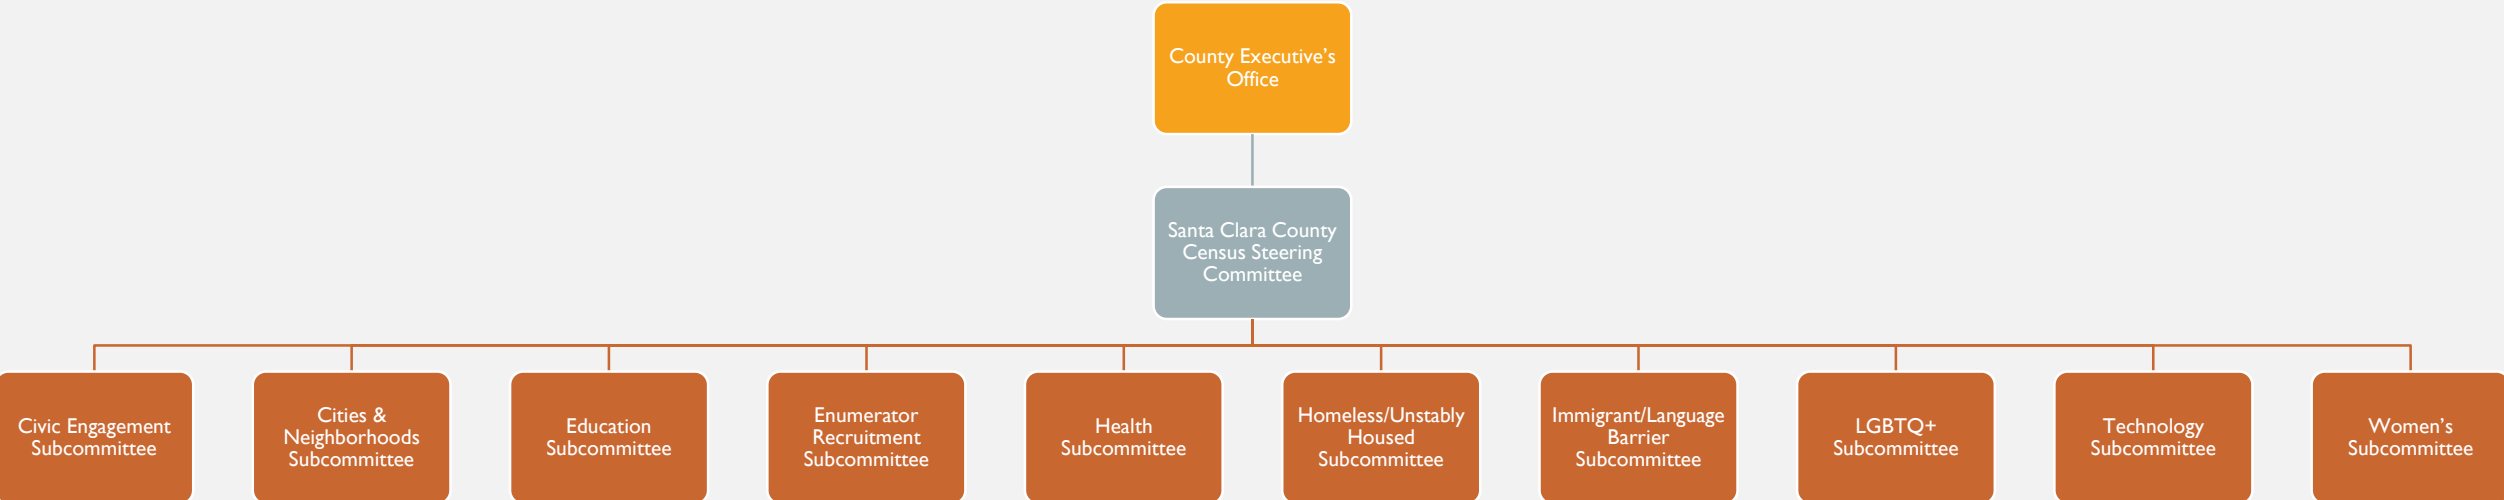 County Executive’s
Office
Santa Clara County
Census Steering
Committee
Civic Engagement
Subcommittee
Cities &
Neighborhoods
Subcommittee
Education
Subcommittee
Enumerator
Recruitment
Subcommittee
Health
Subcommittee
Homeless/Unstably
Housed
Subcommittee
Immigrant/Language
Barrier
Subcommittee
LGBTQ+
Subcommittee
Technology
Subcommittee
Women’s
Subcommittee